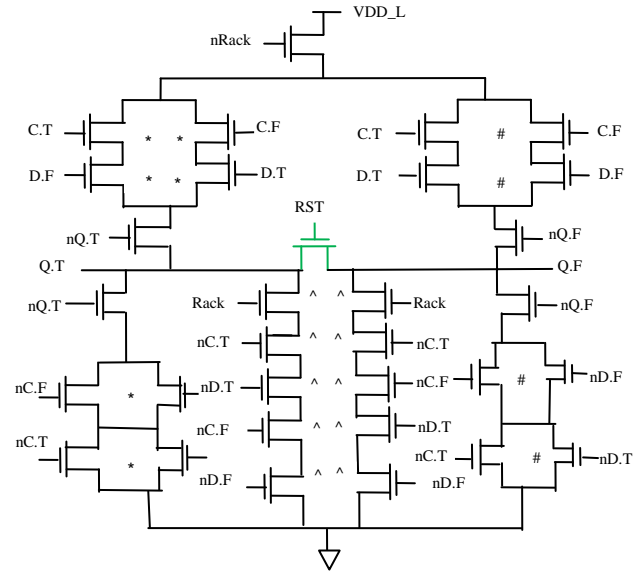 VDD_L
nRack
C.T * * C.F C.T # C.F
D.F * * D.T D.T # D.F
nQ.T RST nQ.F
Q.T Q.F
nQ.T Rack ^ ^ Rack nQ.F
nC.T ^ ^ nC.T
nC.F * nD.T ^ ^ nC.F # nD.F
nC.T * nC.F ^ ^ nD.T nC.T # nD.T
nD.F ^ ^ nD.F